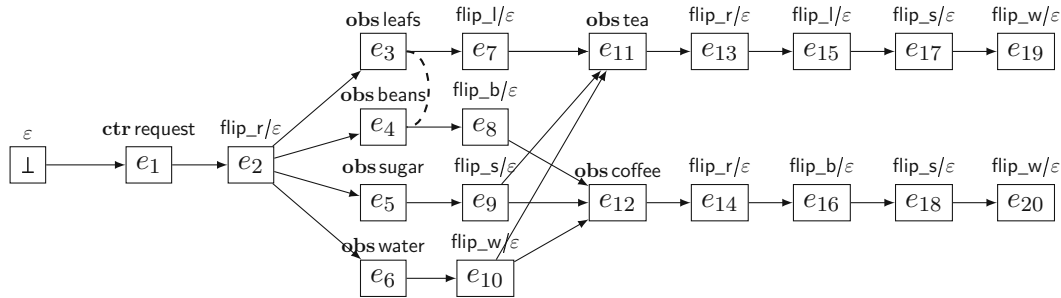 obs leafs flip_l/ε obs tea flip_r/ε flip_l/ε flip_s/ε flip_w/ε
e3 e7 e11 e13 e15 e17 e19
obs beans flip_b/ε
ε ctr request flip_r/ε e4 e8
⊥ e1 e2 obs sugar flip_s/ε obs coffee flip_r/ε flip_b/ε flip_s/ε flip_w/ε
e5 e9 e12 e14 e16 e18 e20
obs water flip_w/ε
e6 e10